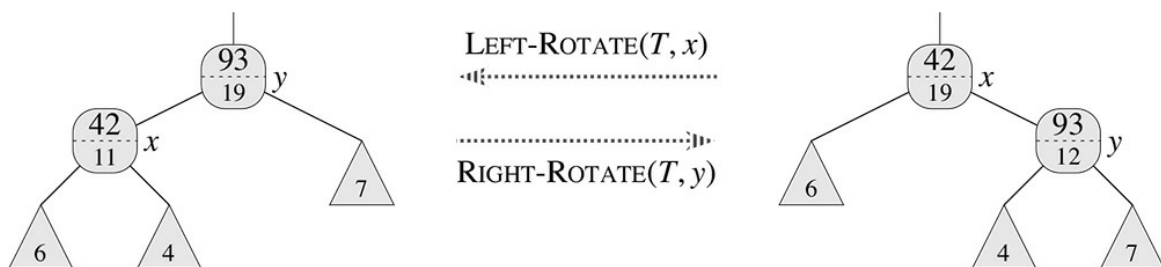 93
19
y
42
11
x
7
6
4
LEFT-ROTATE(T, x)
RIGHT-ROTATE(T, y)
42
19
x
93
12
y
6
4
7